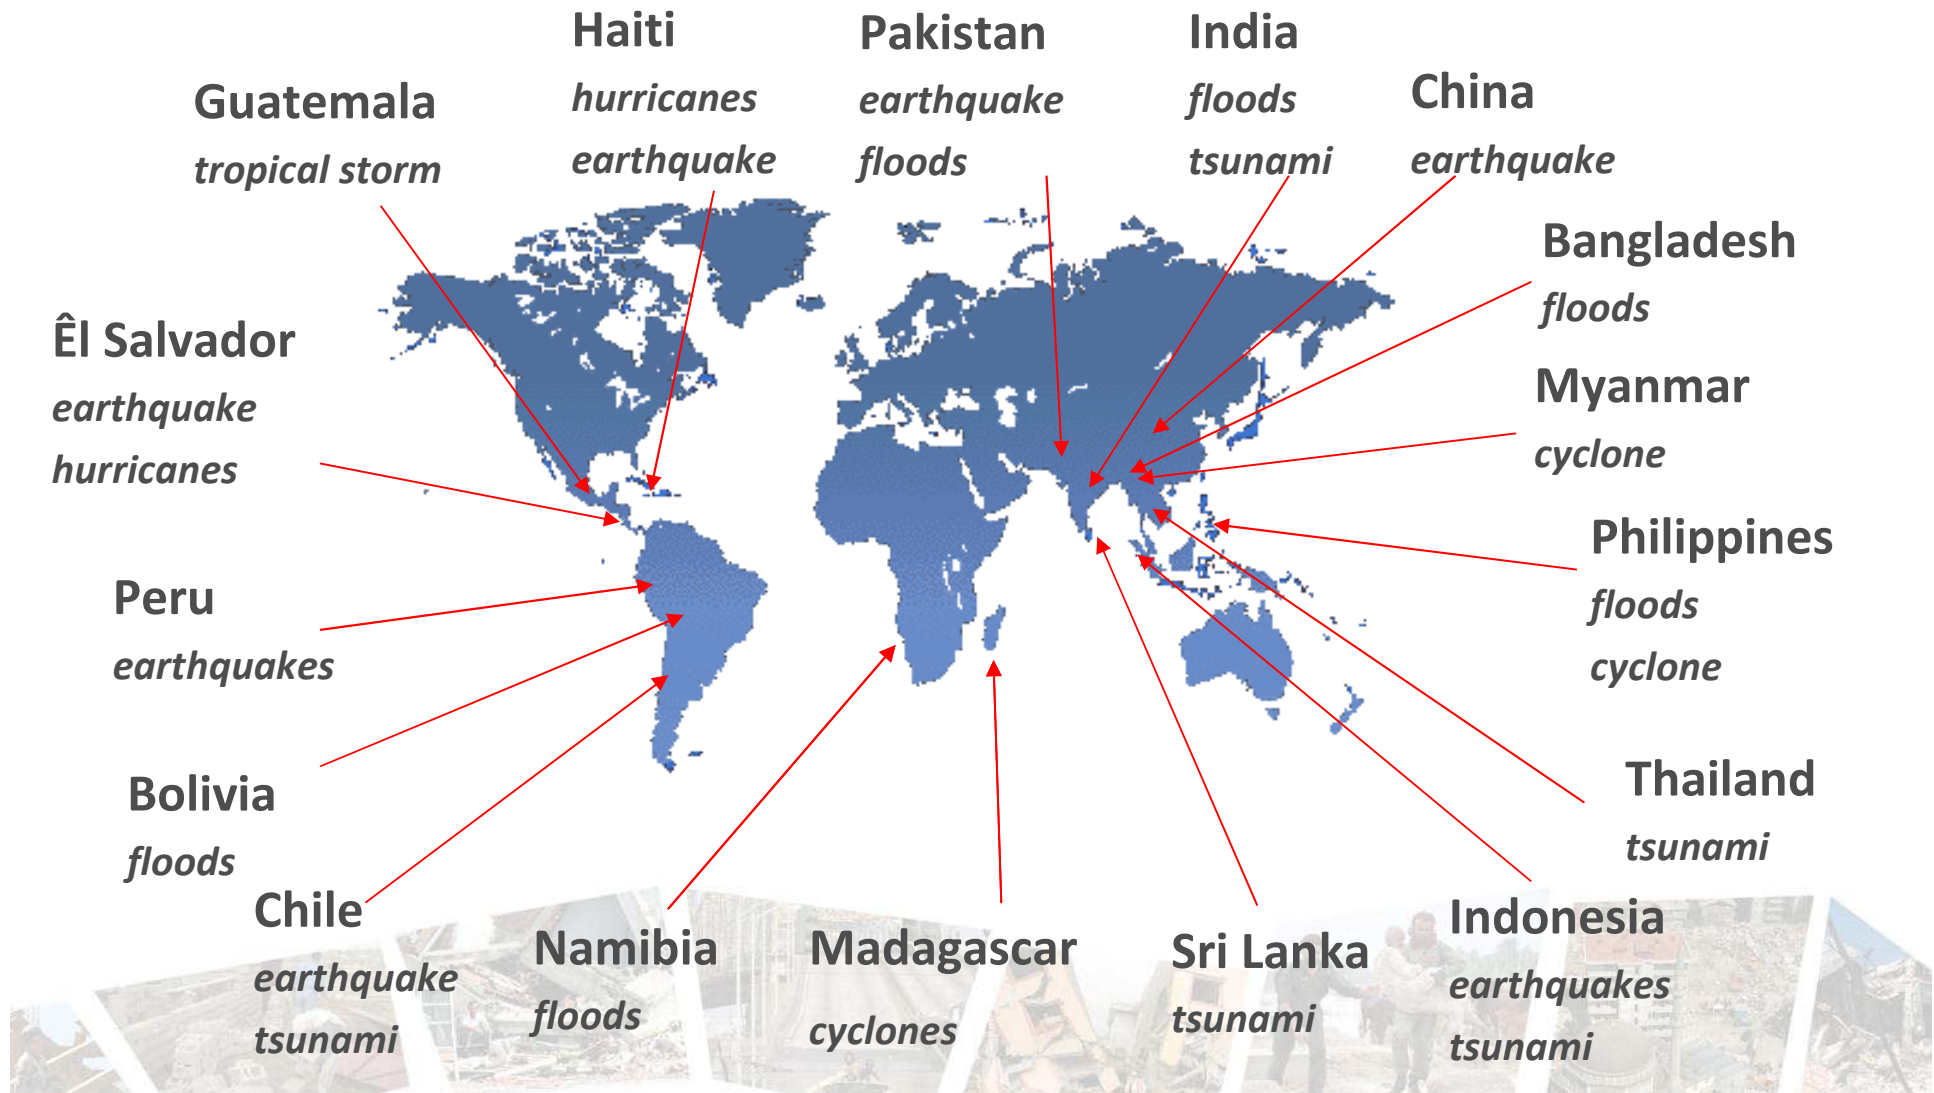 Haiti
hurricanes
earthquake
Pakistan
earthquake
floods
India
floods
tsunami
China
earthquake
Guatemala
tropical storm
Bangladesh
floods
Êl Salvador
earthquake
hurricanes
Myanmar
cyclone
Philippines
floods
cyclone
Peru
earthquakes
Bolivia
floods
Thailand
tsunami
Chile
earthquake
tsunami
Namibia
floods
Madagascar
cyclones
Sri Lanka
tsunami
Indonesia
earthquakes
tsunami